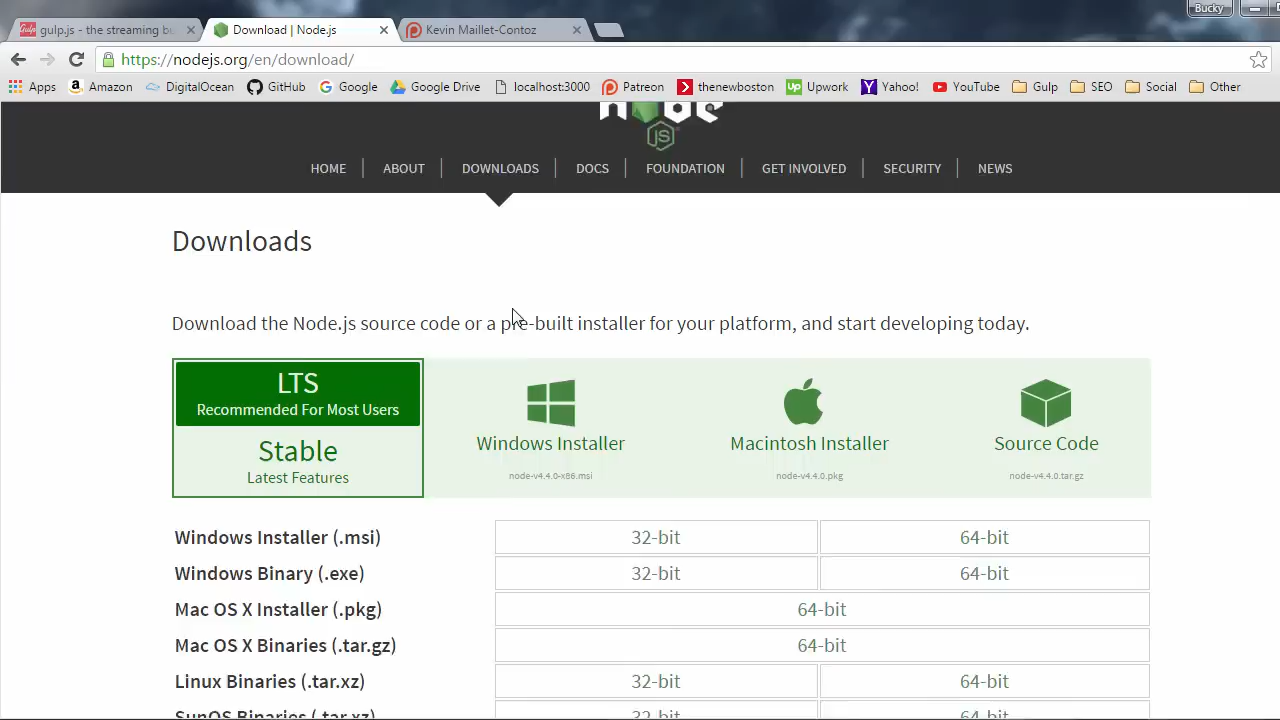 Bucky
gulp.js - the streaming bu
Download | Node.js
Kevin Maillet-Contoz
https://nodejs.org/en/download/
Apps
Amazon
DigitalOcean
GitHub
Google
Google Drive
localhost:3000
Patreon
thenewboston
Upwork
Yahoo!
YouTube
Gulp
SEO
Social
Other
node
JS
HOME
ABOUT
DOWNLOADS
DOCS
FOUNDATION
GET INVOLVED
SECURITY
NEWS
Downloads
Download the Node.js source code or a pre-built installer for your platform, and start developing today.
LTS
Recommended For Most Users
Stable
Latest Features
Windows Installer
node-v4.4.0-x86.msi
Macintosh Installer
node-v4.4.0.pkg
Source Code
node-v4.4.0.tar.gz
Windows Installer (.msi) 32-bit 64-bit
Windows Binary (.exe) 32-bit 64-bit
Mac OS X Installer (.pkg) 64-bit
Mac OS X Binaries (.tar.gz) 64-bit
Linux Binaries (.tar.xz) 32-bit 64-bit
SunOS Binaries (.tar.xz) 32-bit 64-bit